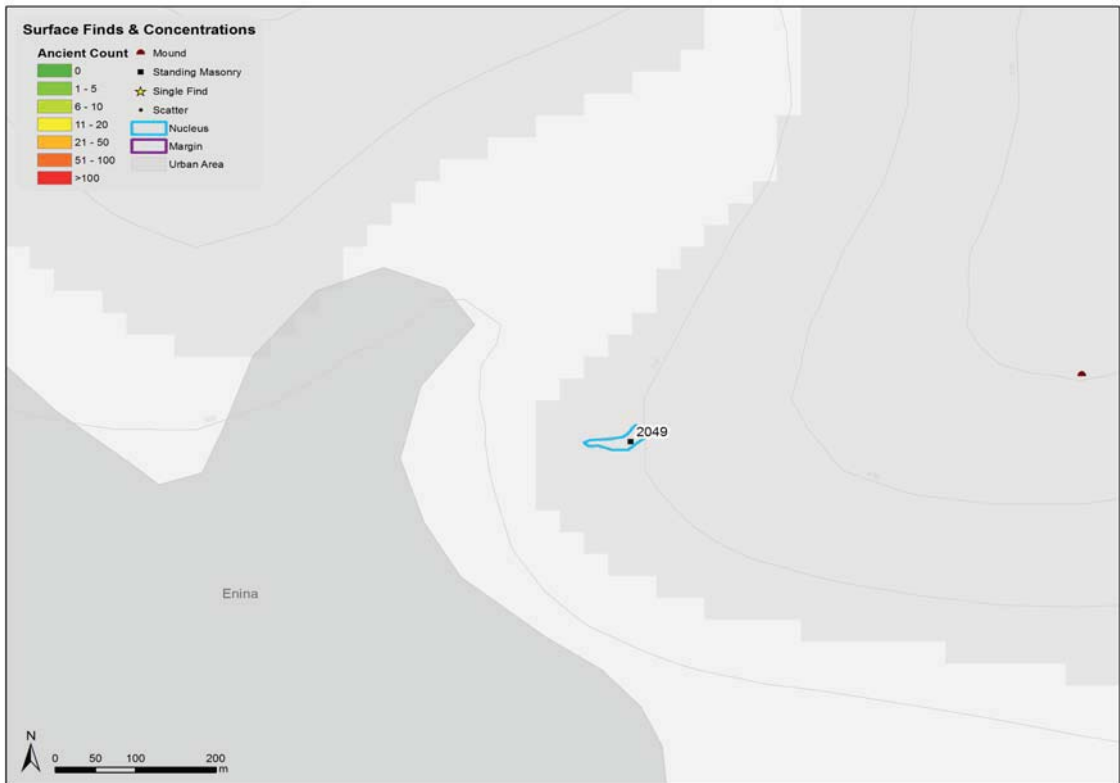 Surface Finds & Concentrations
Ancient Count
0
1 - 5
6 - 10
11 - 20
21 - 50
51 - 100
>100
Mound
Standing Masonry
Single Find
Scatter
Nucleus
Margin
Urban Area
2049
Enina
N
0 50 100 200
m